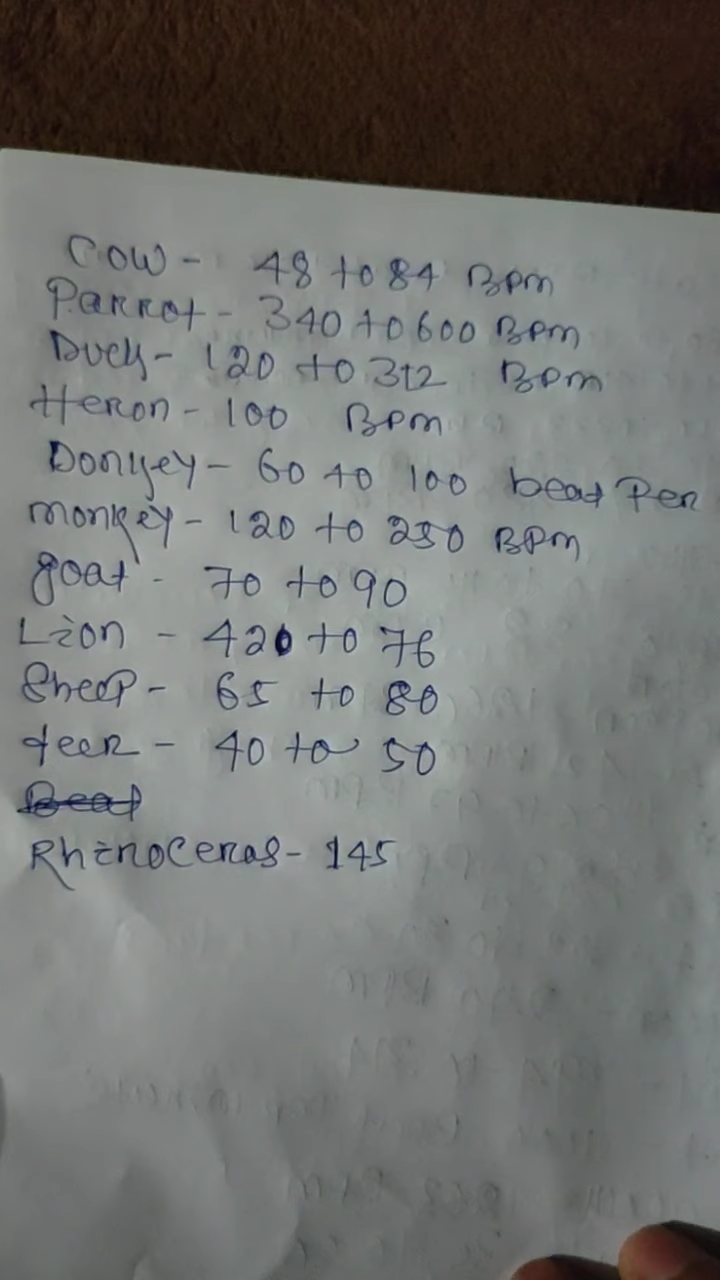 Cow - 48 to 84 Bpm
Parrot - 340 to 600 Bpm
Duck - 120 to 312 Bpm
Heron - 100 Bpm
Donkey - 60 to 100 beat Per
monkey - 120 to 250 BPM
goat - 70 to 90
Lion - 420 to 76
Sheep - 65 to 80
deer - 40 to 50
Beat
Rhinoceros - 145